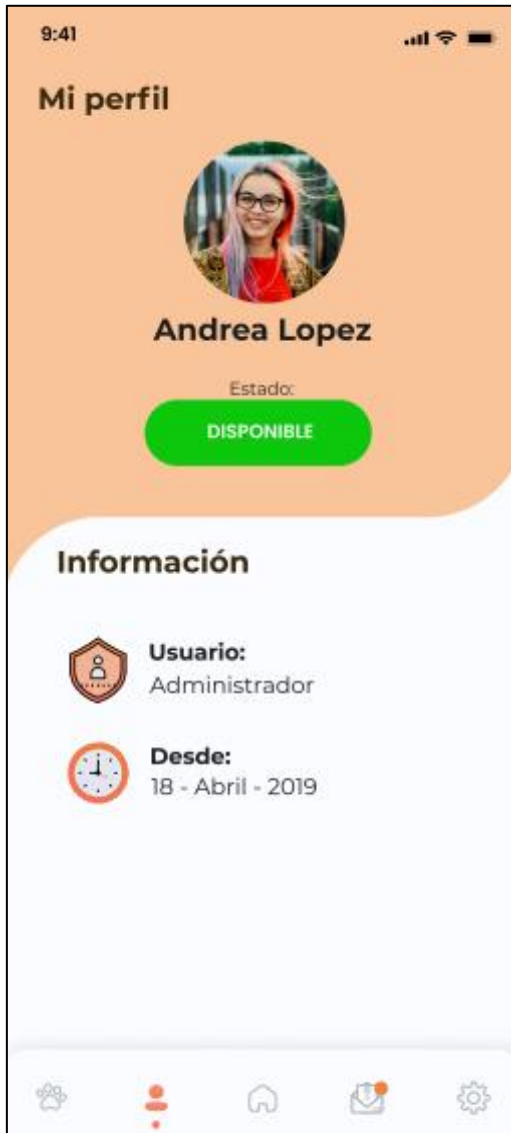 9:41
Mi perfil
Andrea Lopez
Estado:
DISPONIBLE
Información
Usuario:
Administrador
Desde:
18 - Abril - 2019